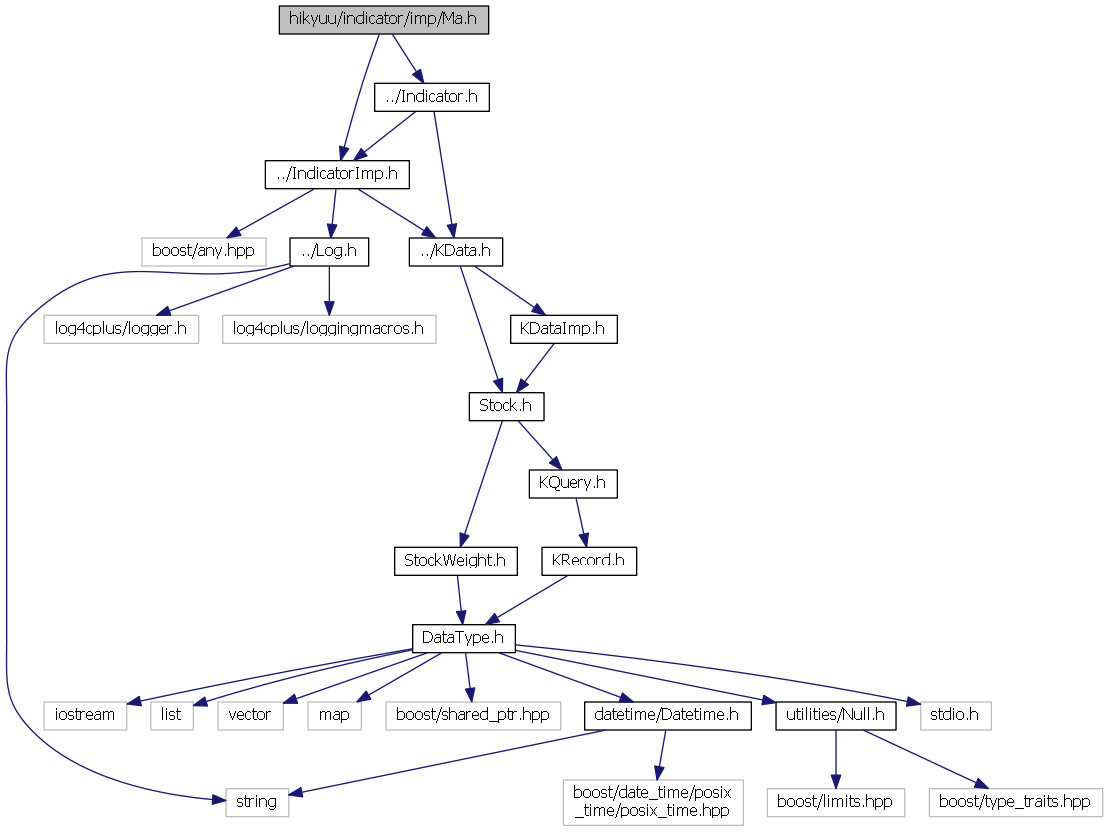 hikyuu/indicator/imp/Ma.h
../Indicator.h
../IndicatorImp.h
boost/any.hpp
../Log.h
../KData.h
log4cplus/logger.h
log4cplus/loggingmacros.h
KDataImp.h
Stock.h
KQuery.h
StockWeight.h
KRecord.h
DataType.h
iostream
list
vector
map
boost/shared_ptr.hpp
datetime/Datetime.h
utilities/Null.h
stdio.h
string
boost/date_time/posix
_time/posix_time.hpp
boost/limits.hpp
boost/type_traits.hpp